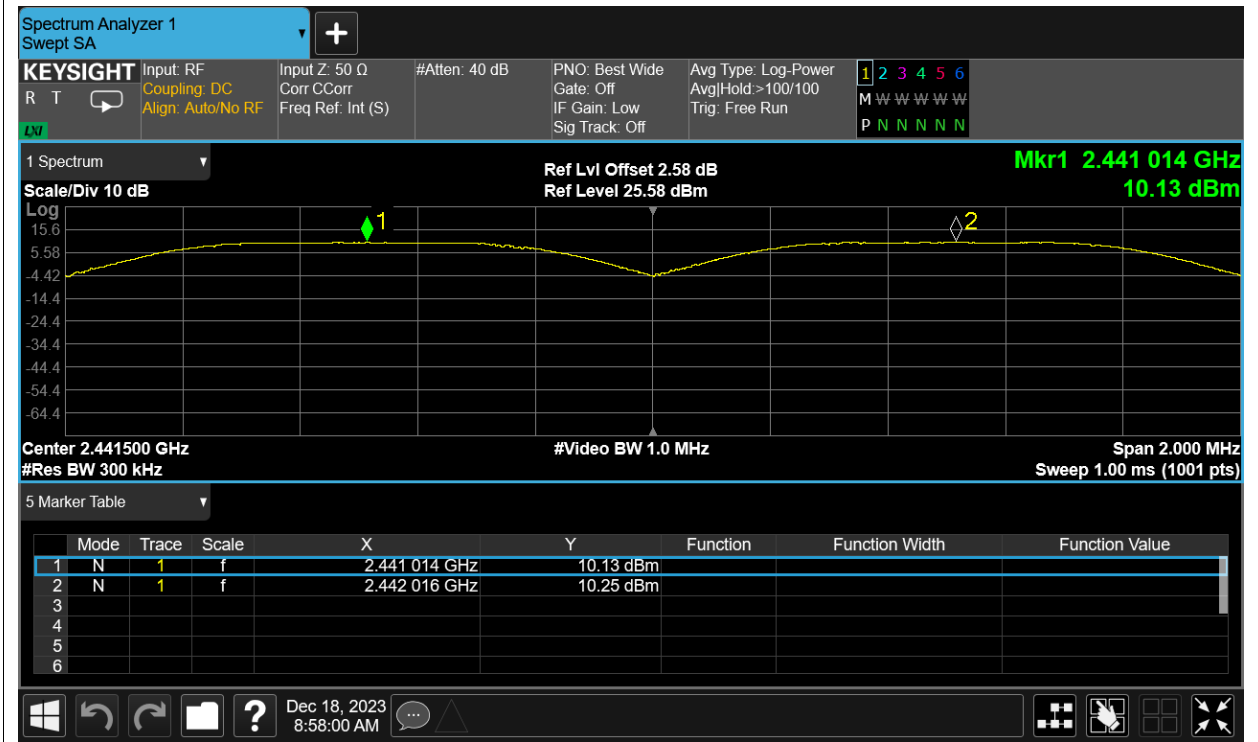 Spectrum Analyzer 1
Swept SA
+
KEYSIGHT
R T
LXI
Input: RF
Coupling: DC
Align: Auto/No RF
Input Z: 50 Ω
Corr CCorr
Freq Ref: Int (S)
#Atten: 40 dB
PNO: Best Wide
Gate: Off
IF Gain: Low
Sig Track: Off
Avg Type: Log-Power
Avg|Hold:>100/100
Trig: Free Run
1 2 3 4 5 6
M W W W W W
P N N N N N
1 Spectrum
Scale/Div 10 dB
Ref Lvl Offset 2.58 dB
Ref Level 25.58 dBm
Mkr1 2.441 014 GHz
10.13 dBm
Log
15.6
5.58
-4.42
-14.4
-24.4
-34.4
-44.4
-54.4
-64.4
1
2
Center 2.441500 GHz
#Res BW 300 kHz
#Video BW 1.0 MHz
Span 2.000 MHz
Sweep 1.00 ms (1001 pts)
5 Marker Table
Mode Trace Scale X Y Function Function Width Function Value
1 N 1 f 2.441 014 GHz 10.13 dBm
2 N 1 f 2.442 016 GHz 10.25 dBm
3
4
5
6
?
Dec 18, 2023
8:58:00 AM